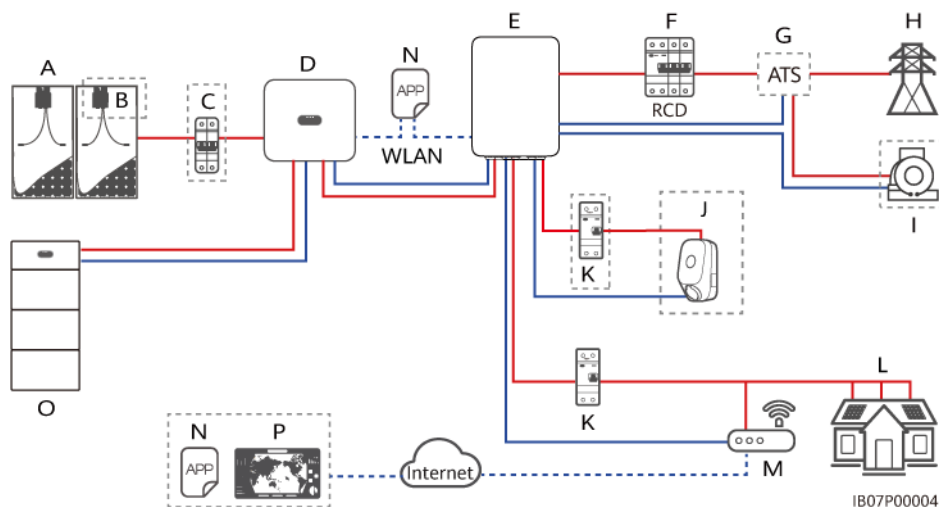 A
B
C
D
N
APP
WLAN
E
F
RCD
G
ATS
H
I
J
K
K
L
M
O
N
APP
P
Internet
IB07P00004